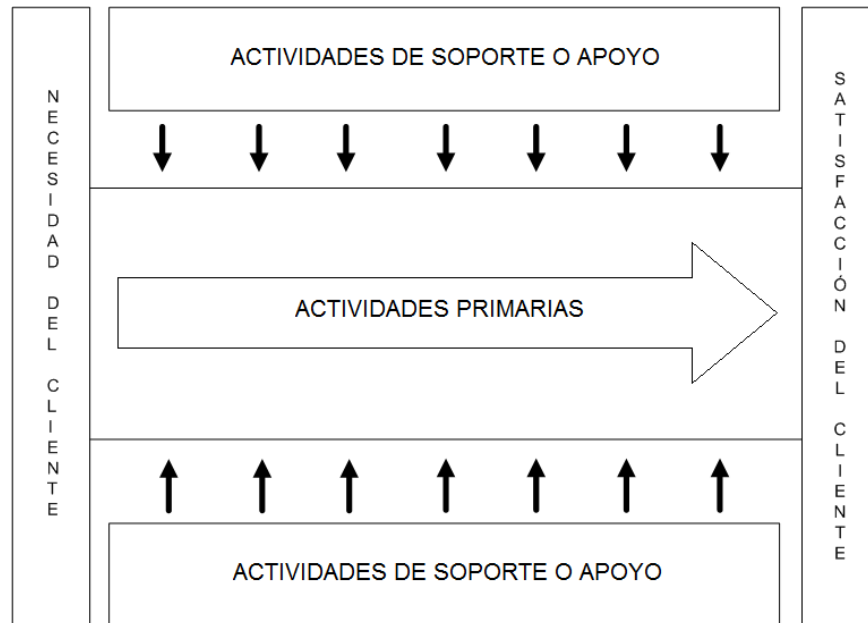 ACTIVIDADES DE SOPORTE O APOYO
NECESIDAD DEL CLIENTE
ACTIVIDADES PRIMARIAS
SATISFACCIÓN DEL CLIENTE
ACTIVIDADES DE SOPORTE O APOYO